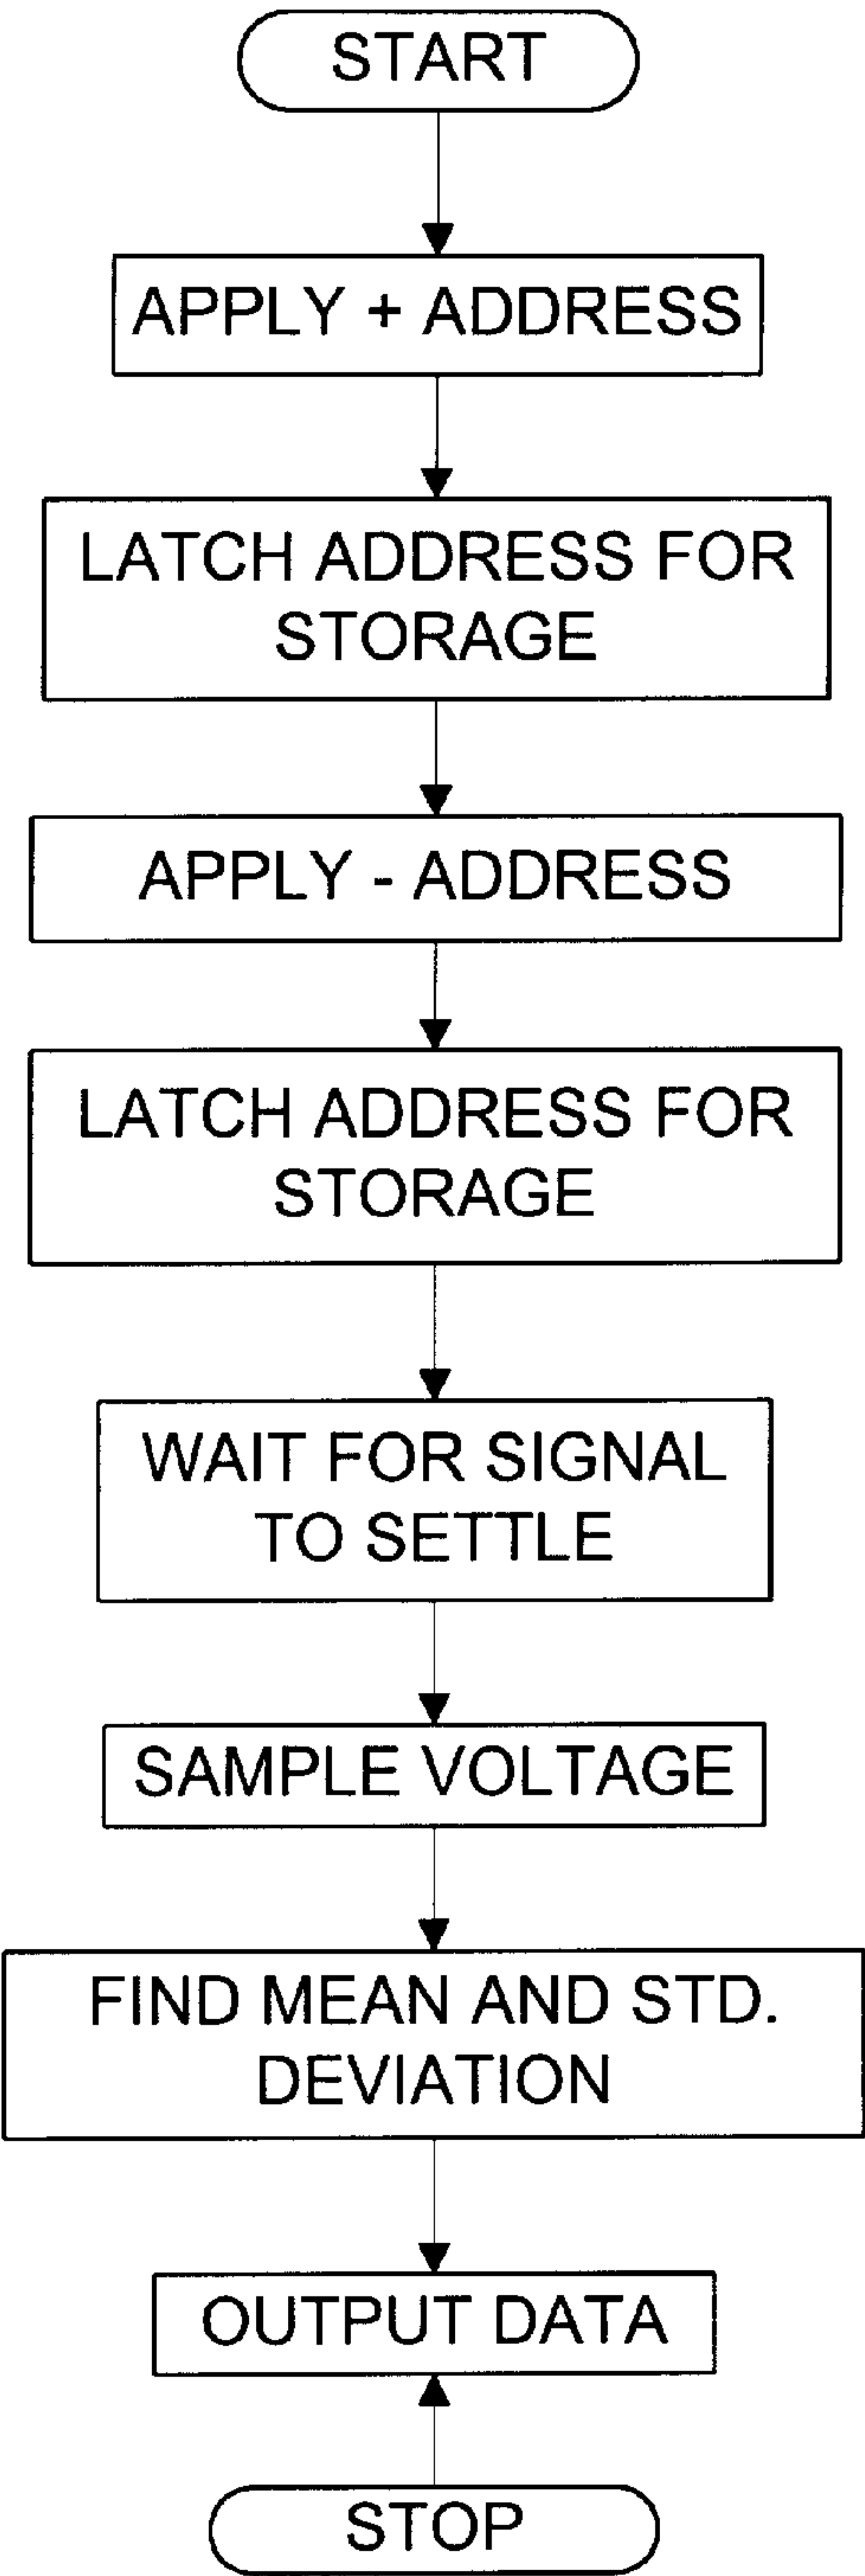 START
APPLY + ADDRESS
LATCH ADDRESS FOR
STORAGE
APPLY - ADDRESS
LATCH ADDRESS FOR
STORAGE
WAIT FOR SIGNAL
TO SETTLE
SAMPLE VOLTAGE
FIND MEAN AND STD.
DEVIATION
OUTPUT DATA
STOP